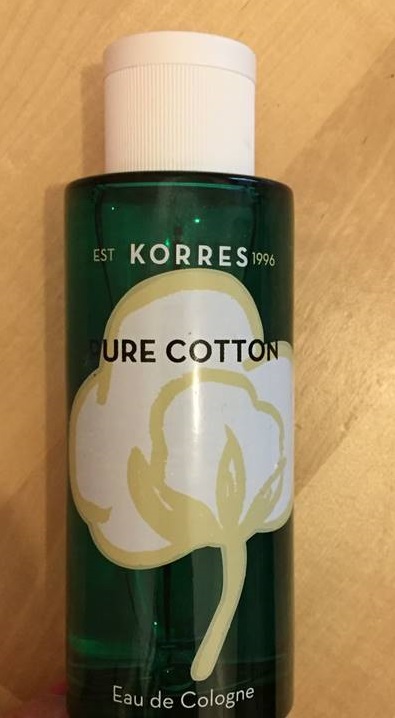 EST KORRES 1996
PURE COTTON
Eau de Cologne